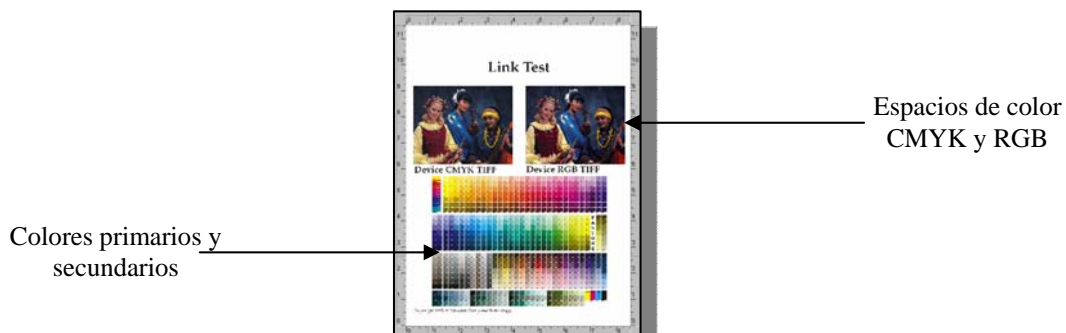 Link Test
Espacios de color
CMYK y RGB
Device CMYK TIFF
Device RGB TIFF
Colores primarios y
secundarios